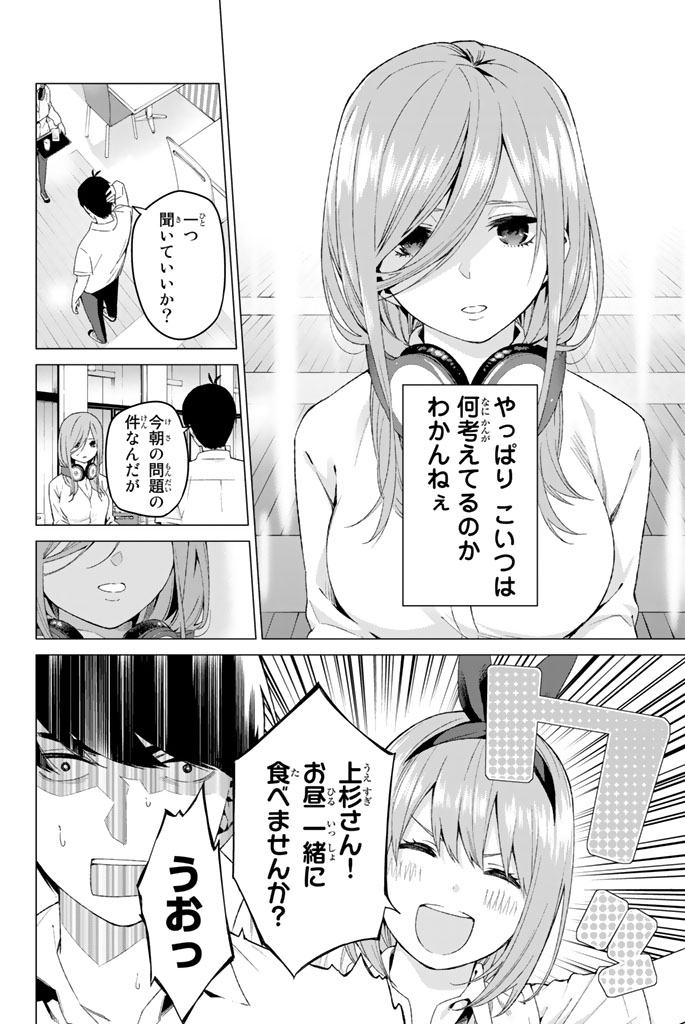 やっぱり こいつは
何考えてるのか
わかんねぇ
一つ
聞いていいか？
今朝の問題の
件なんだが
ワッ
上杉さん！
お昼一緒に
食べませんか？
うおっ